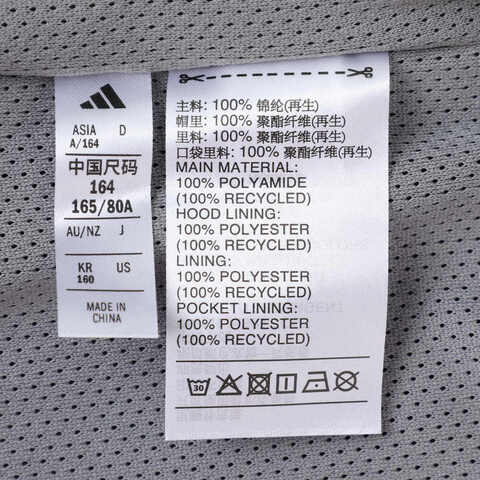 ASIA D
A/164
中国尺码
164
165/80A
AU/NZ J
KR US
160
MADE IN
CHINA
主料: 100% 锦纶(再生)
帽里: 100% 聚酯纤维(再生)
里料: 100% 聚酯纤维(再生)
口袋里料: 100% 聚酯纤维(再生)
MAIN MATERIAL:
100% POLYAMIDE
(100% RECYCLED)
HOOD LINING:
100% POLYESTER
(100% RECYCLED)
LINING:
100% POLYESTER
(100% RECYCLED)
POCKET LINING:
100% POLYESTER
(100% RECYCLED)
30